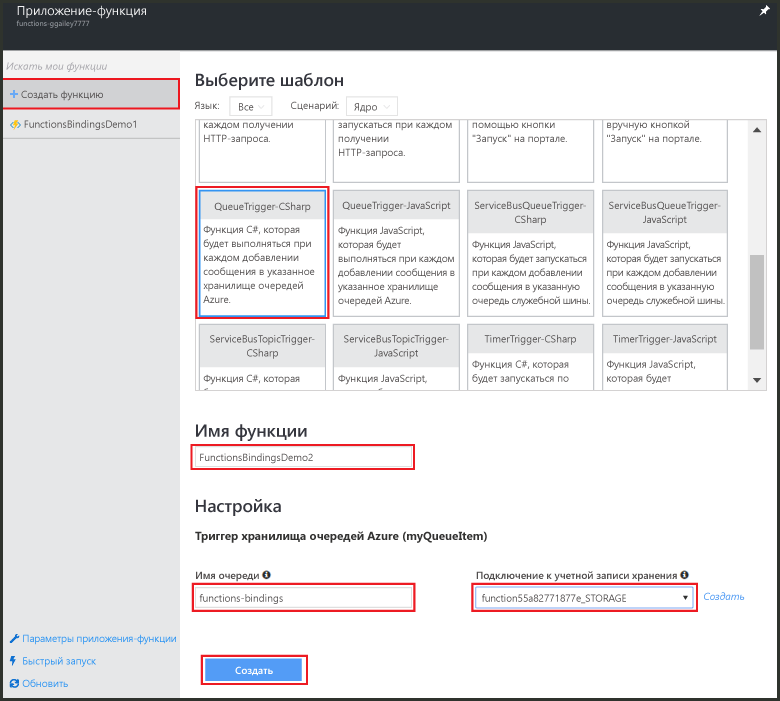 Приложение-функция
functions-ggailey7777
Искать мои функции
+ Создать функцию
FunctionsBindingsDemo1
Параметры приложения-функции
Быстрый запуск
Обновить
Выберите шаблон
Язык: Все Сценарий: Ядро
каждом получении
HTTP-запроса.
запускаться при каждом
получении
HTTP-запроса.
помощью кнопки
"Запуск" на портале.
вручную кнопкой
"Запуск" на портале.
QueueTrigger-CSharp
Функция C#, которая
будет выполняться при
каждом добавлении
сообщения в указанное
хранилище очередей
Azure.
QueueTrigger-JavaScript
Функция JavaScript,
которая будет
выполняться при каждом
добавлении сообщения в
указанное хранилище
очередей Azure.
ServiceBusQueueTrigger-
CSharp
Функция JavaScript,
которая будет запускаться
при каждом добавлении
сообщения в указанную
очередь служебной шины.
ServiceBusQueueTrigger-
JavaScript
Функция JavaScript,
которая будет запускаться
при каждом добавлении
сообщения в указанную
очередь служебной шины.
ServiceBusTopicTrigger-
CSharp
Функция C#, которая
ServiceBusTopicTrigger-
JavaScript
Функция JavaScript,
TimerTrigger-CSharp
Функция C#, которая
будет запускаться по
TimerTrigger-JavaScript
Функция JavaScript,
которая будет
Имя функции
FunctionsBindingsDemo2
Настройка
Триггер хранилища очередей Azure (myQueueItem)
Имя очереди
functions-bindings
Подключение к учетной записи хранения
function55a82771877e_STORAGE
Создать
Создать